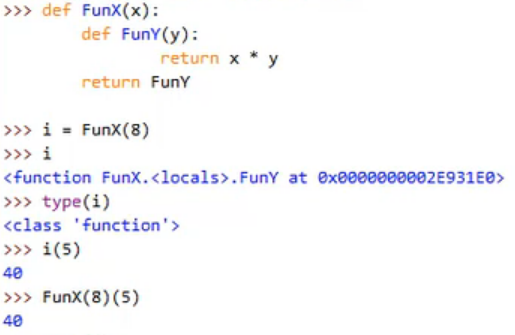 >>> def FunX(x):
        def FunY(y):
                return x * y
        return FunY

>>> i = FunX(8)
>>> i
<function FunX.<locals>.FunY at 0x0000000002E931E0>
>>> type(i)
<class 'function'>
>>> i(5)
40
>>> FunX(8)(5)
40